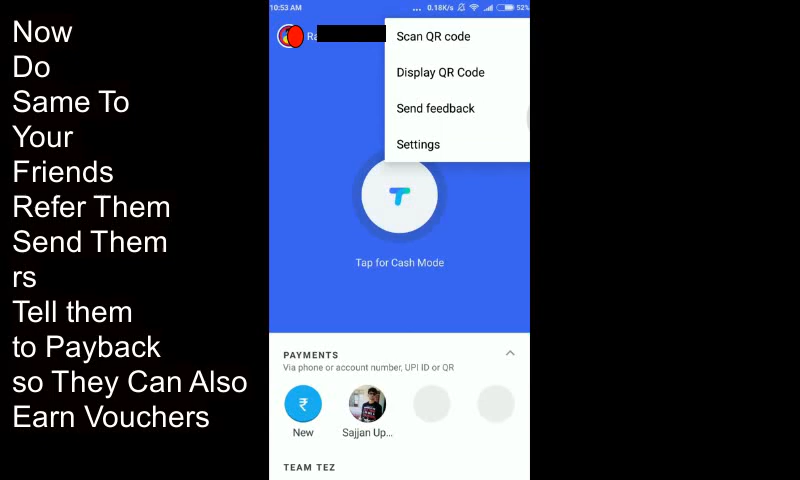 Now
Do
Same To
Your
Friends
Refer Them
Send Them
rs
Tell them
to Payback
so They Can Also
Earn Vouchers
10:53 AM ... 0.18K/s 52%
Ra
Scan QR code
Display QR Code
Send feedback
Settings
Tap for Cash Mode
PAYMENTS
Via phone or account number, UPI ID or QR
₹
New
Sajjan Up...
TEAM TEZ